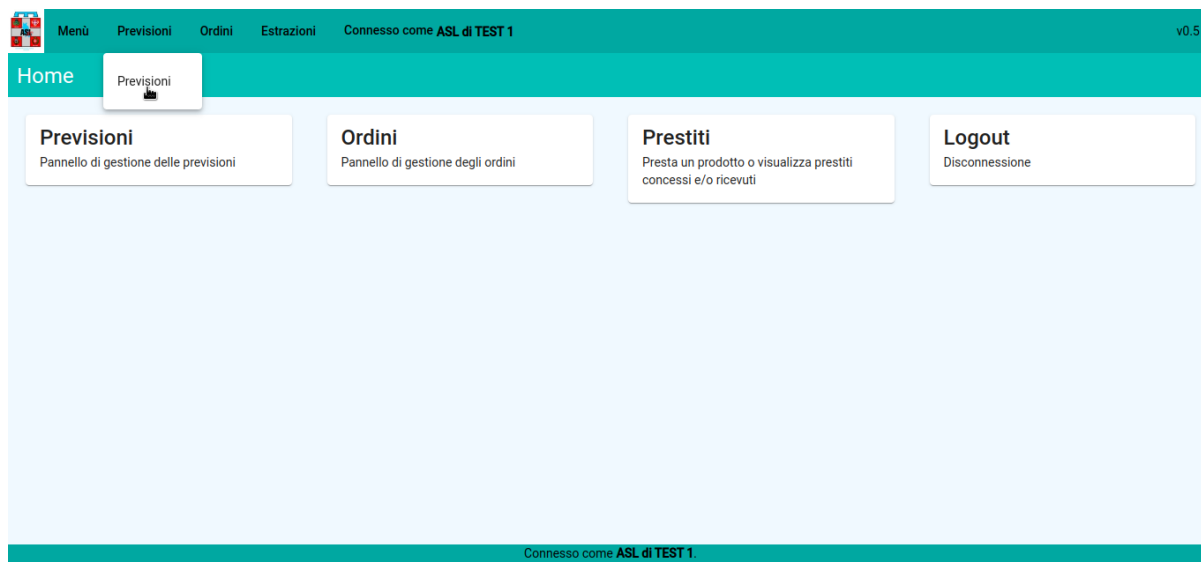 ASL
Menù Previsioni Ordini Estrazioni Connesso come ASL di TEST 1 v0.5
Home
Previsioni
Previsioni
Pannello di gestione delle previsioni
Ordini
Pannello di gestione degli ordini
Prestiti
Presta un prodotto o visualizza prestiti
concessi e/o ricevuti
Logout
Disconnessione
Connesso come ASL di TEST 1.